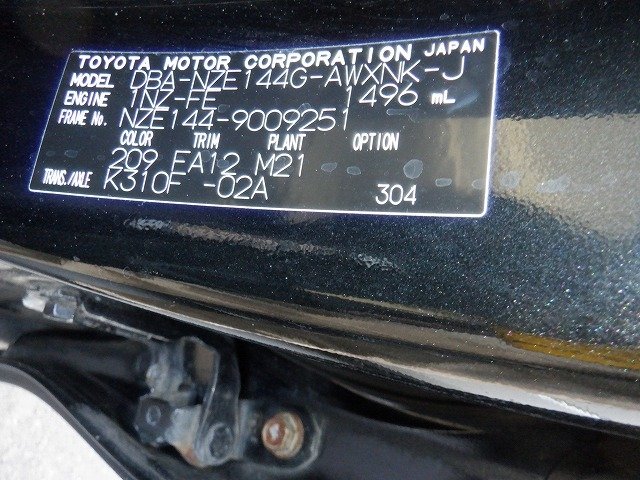 TOYOTA MOTOR CORPORATION JAPAN
MODEL DBA-NZE144G-AWXNK-J
ENGINE 1NZ-FE 1496 mL
FRAME No. NZE144-9009251
COLOR TRIM PLANT OPTION
209 FA12 M21
TRANS./AXLE K310F -02A 304